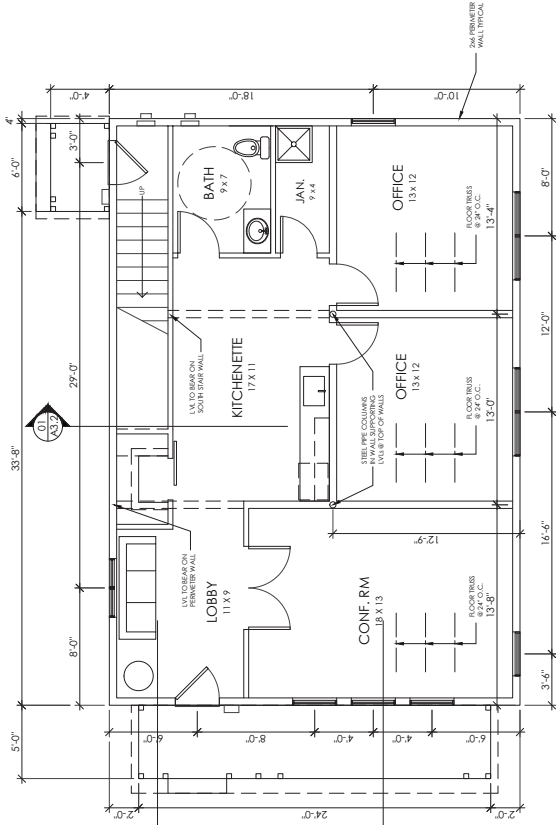 5'-0"
33'-8"
6'-0"
4"
8'-0"
29'-0"
3'-0"
4'-0"
01
A3.2
UP
LVL TO BEAR ON
PERIMETER WALL
LVL TO BEAR ON
SOUTH STAIR WALL
LOBBY
11 X 9
KITCHENETTE
17 X 11
BATH
9 x 7
JAN.
9 x 4
18'-0"
10'-0"
2'-0"
24'-0"
2'-0"
6'-0"
8'-0"
4'-0"
4'-0"
6'-0"
STEEL PIPE COLUMNS
IN WALL SUPPORTING
LVLs @ TOP OF WALLS
12'-9"
CONF. RM
18 X 13
OFFICE
13 x 12
OFFICE
13 x 12
FLOOR TRUSS
@ 24" O.C.
13'-8"
FLOOR TRUSS
@ 24" O.C.
13'-0"
FLOOR TRUSS
@ 24" O.C.
13'-4"
3'-6"
16'-6"
12'-0"
8'-0"
2x6 PERIMETER
WALL TYPICAL